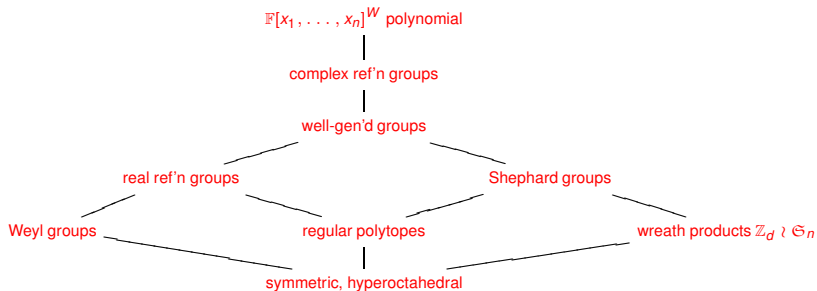 𝔽[x₁, . . . , xₙ]ᵂ polynomial
complex ref'n groups
well-gen'd groups
real ref'n groups Shephard groups
Weyl groups regular polytopes wreath products ℤ_d ≀ 𝔖ₙ
symmetric, hyperoctahedral